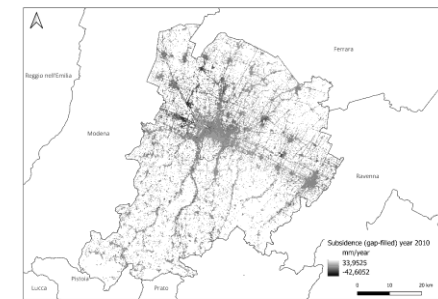 Ferrara
Reggio nell'Emilia
Modena
Ravenna
Pistoia
Lucca
Prato
Subsidence (gap-filled) year 2010
mm/year
33,9525
-42,6052
0 10 20 km